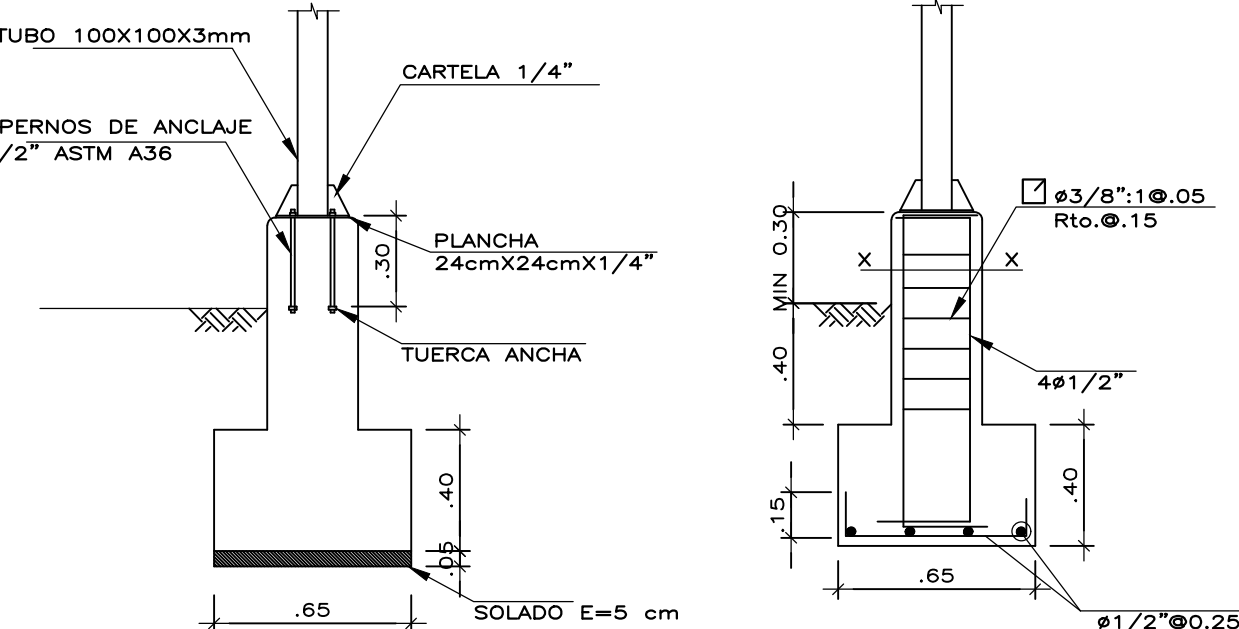 TUBO 100X100X3mm
CARTELA 1/4"
PERNOS DE ANCLAJE
/2" ASTM A36
PLANCHA
24cmX24cmX1/4"
.30
TUERCA ANCHA
.40
.05
.65
SOLADO E=5 cm
ø3/8":1@.05
Rto.@.15
X X
MIN 0.30
.40
4ø1/2"
.15
.40
.65
ø1/2"@0.25